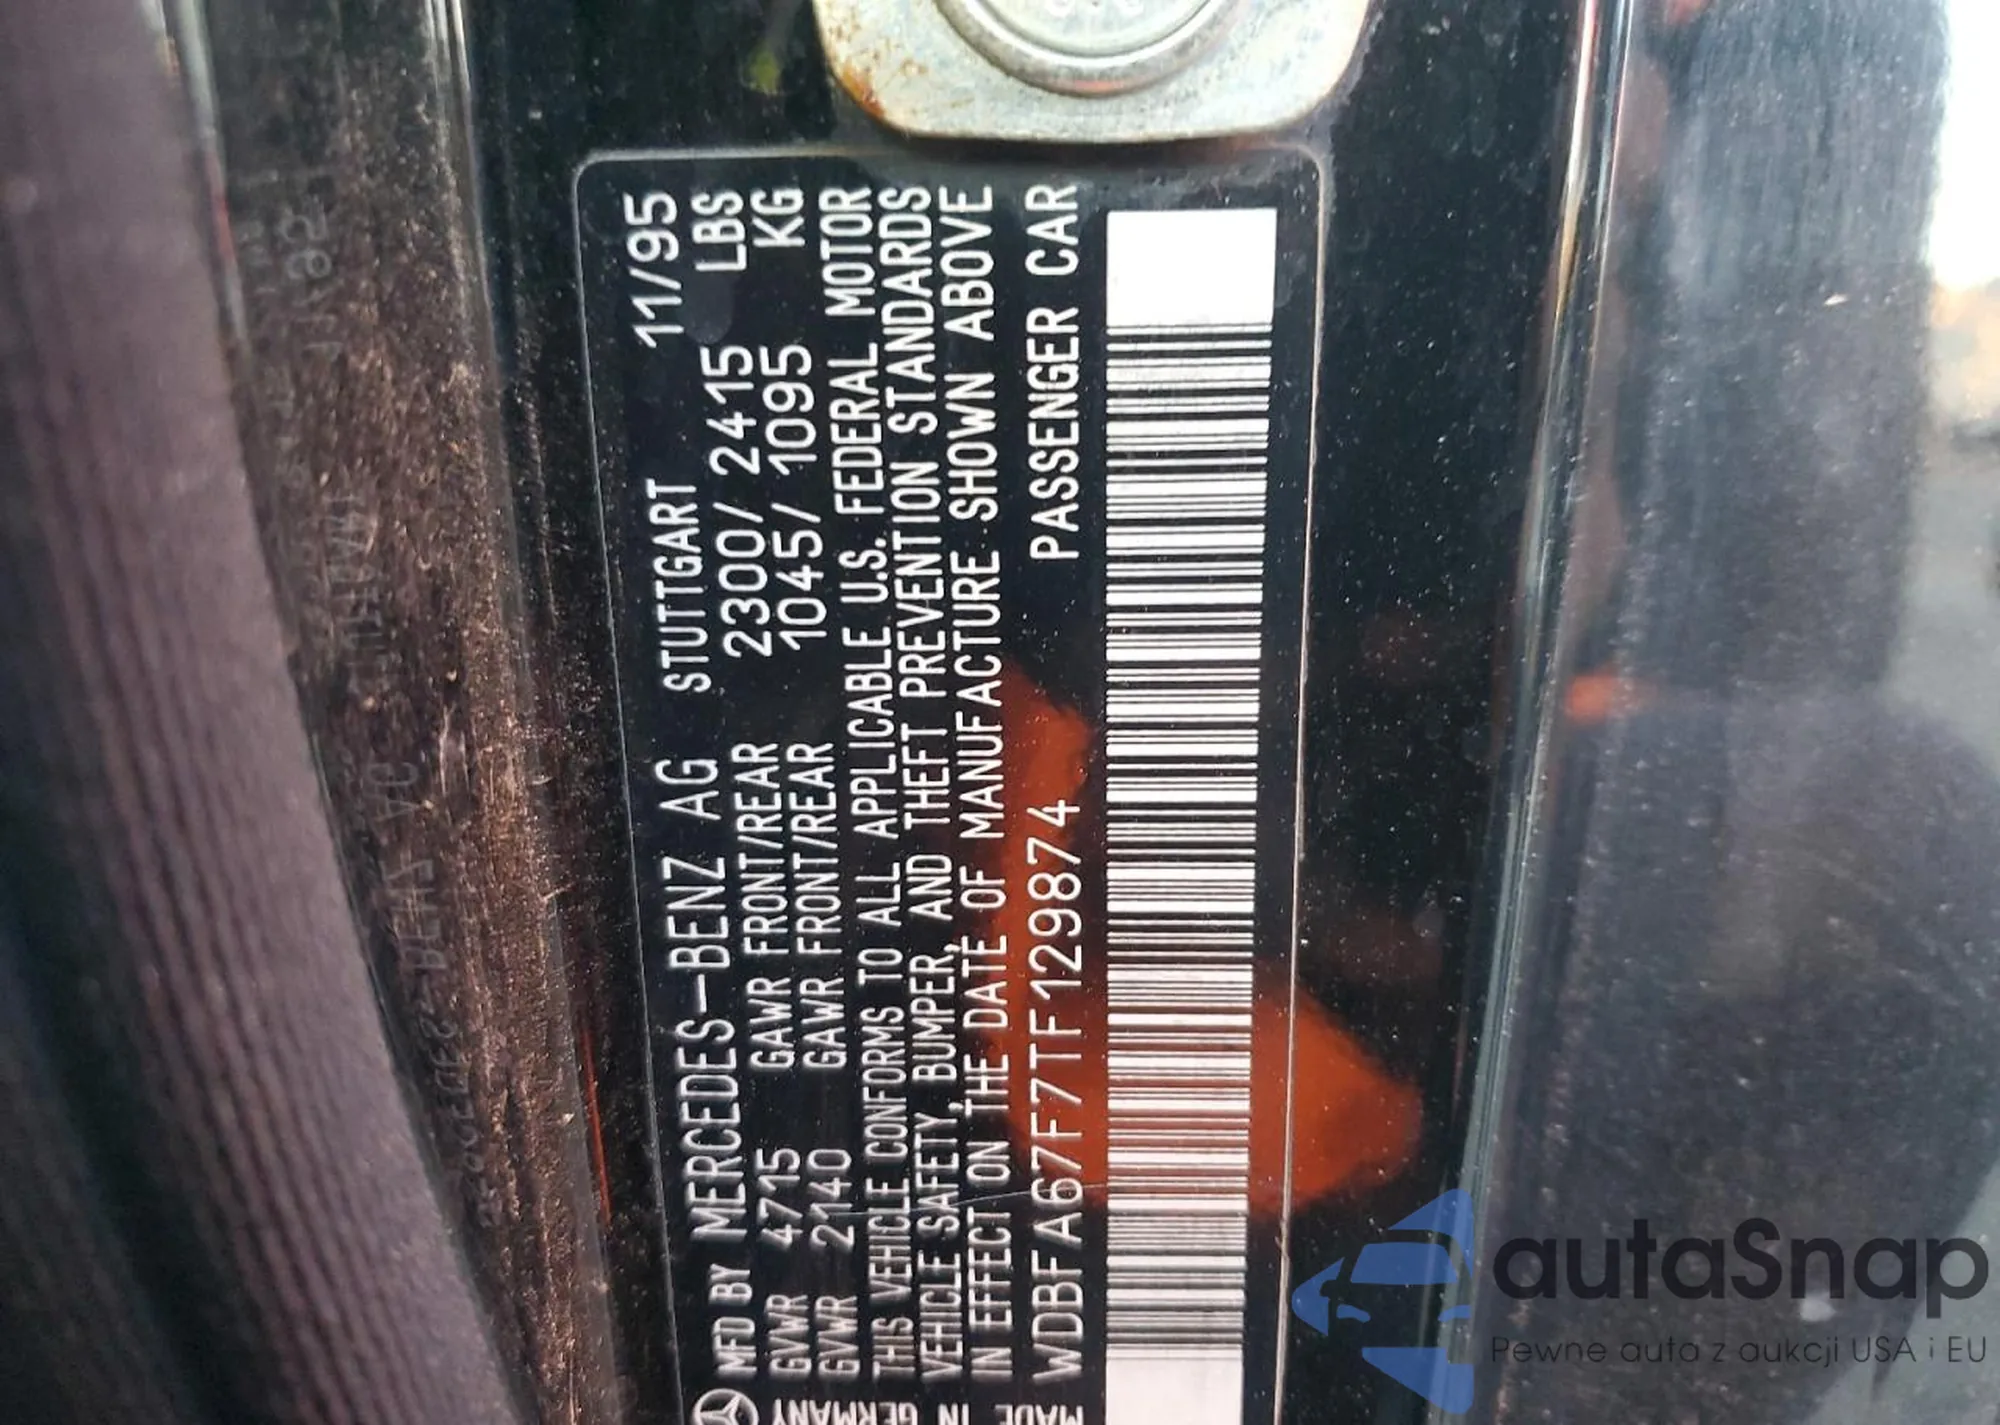 MFD BY MERCEDES-BENZ AG STUTTGART 11/95
GVWR 4715 GAWR FRONT/REAR 2300/ 2415 LBS
GVWR 2140 GAWR FRONT/REAR 1045/ 1095 KG
THIS VEHICLE CONFORMS TO ALL APPLICABLE U.S. FEDERAL MOTOR
VEHICLE SAFETY, BUMPER, AND THEFT PREVENTION STANDARDS
IN EFFECT ON THE DATE OF MANUFACTURE SHOWN ABOVE
WDBFA67F7TF129874 PASSENGER CAR
MADE IN GERMANY
autaSnap
Pewne auta z aukcji USA i EU